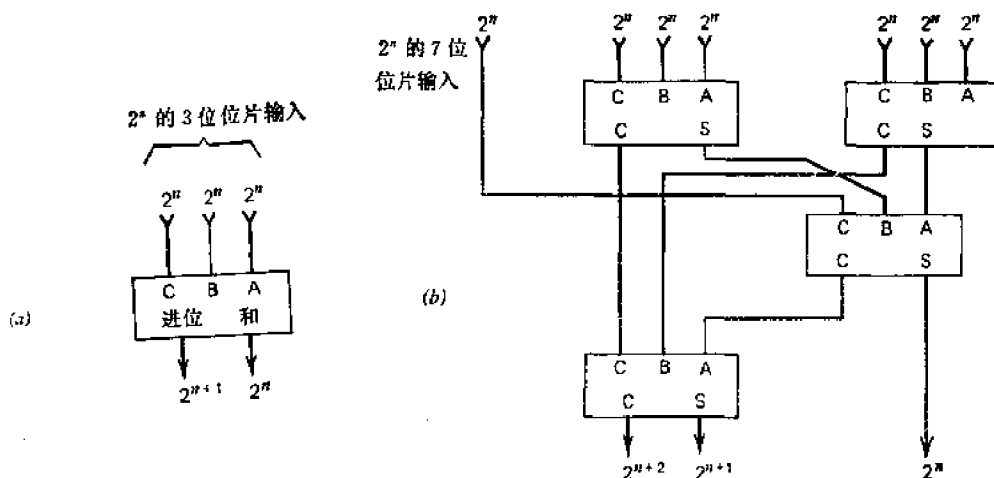 (a)
2ⁿ 的 3 位位片输入
2ⁿ 2ⁿ 2ⁿ
C B A
进位 和
2ⁿ⁺¹ 2ⁿ
(b)
2ⁿ 的 7 位
位片输入
2ⁿ
2ⁿ 2ⁿ 2ⁿ
C B A
C S
2ⁿ 2ⁿ 2ⁿ
C B A
C S
C B A
C S
C B A
C S
2ⁿ⁺² 2ⁿ⁺¹ 2ⁿ